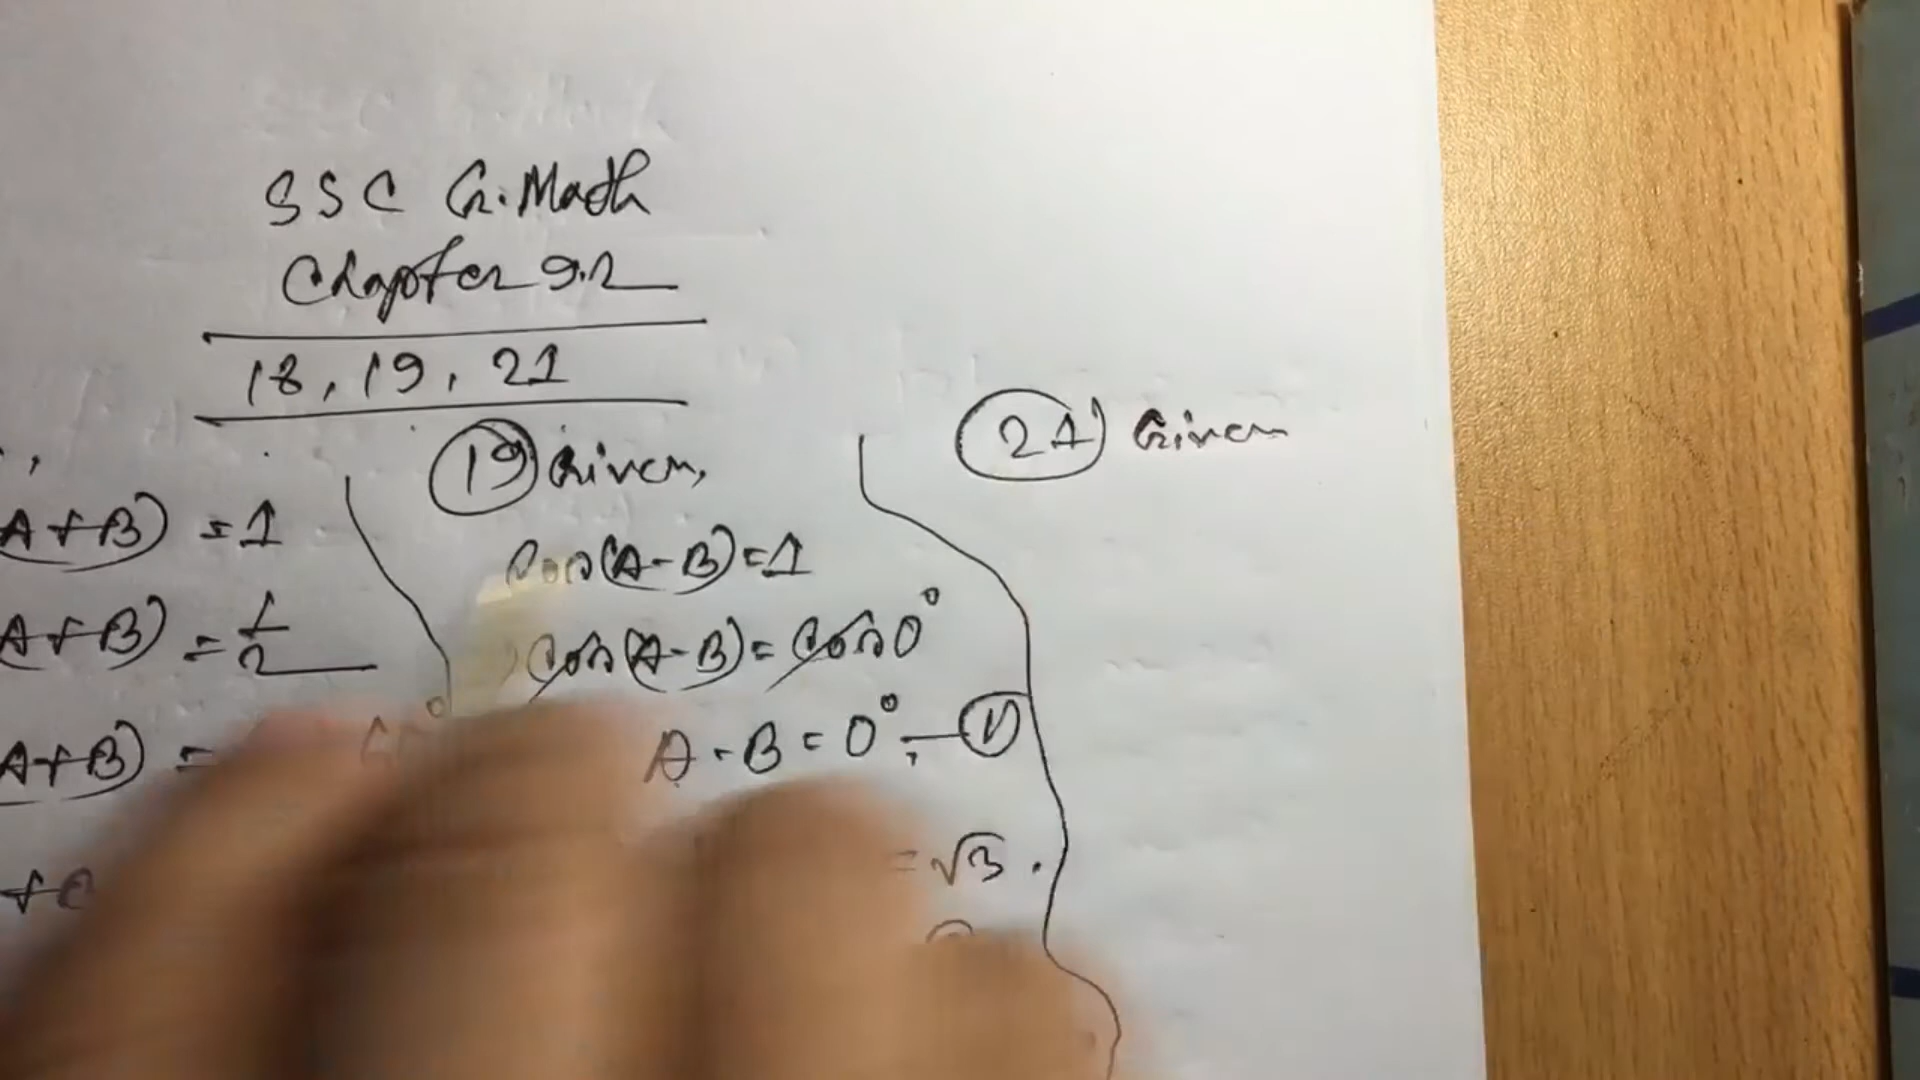 SSC G.Math
Chapter 9.2
18, 19, 21
A+B) = 1
A+B) = 1/2
A+B) =
19 Given,
Cos(A-B)=1
Cos(A-B)= Cos0°
A-B = 0°, — 1
= √3.
21 Given